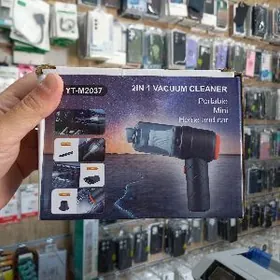 YT-M2037
2IN 1 VACUUM CLEANER
Portable
Mini
Home and car